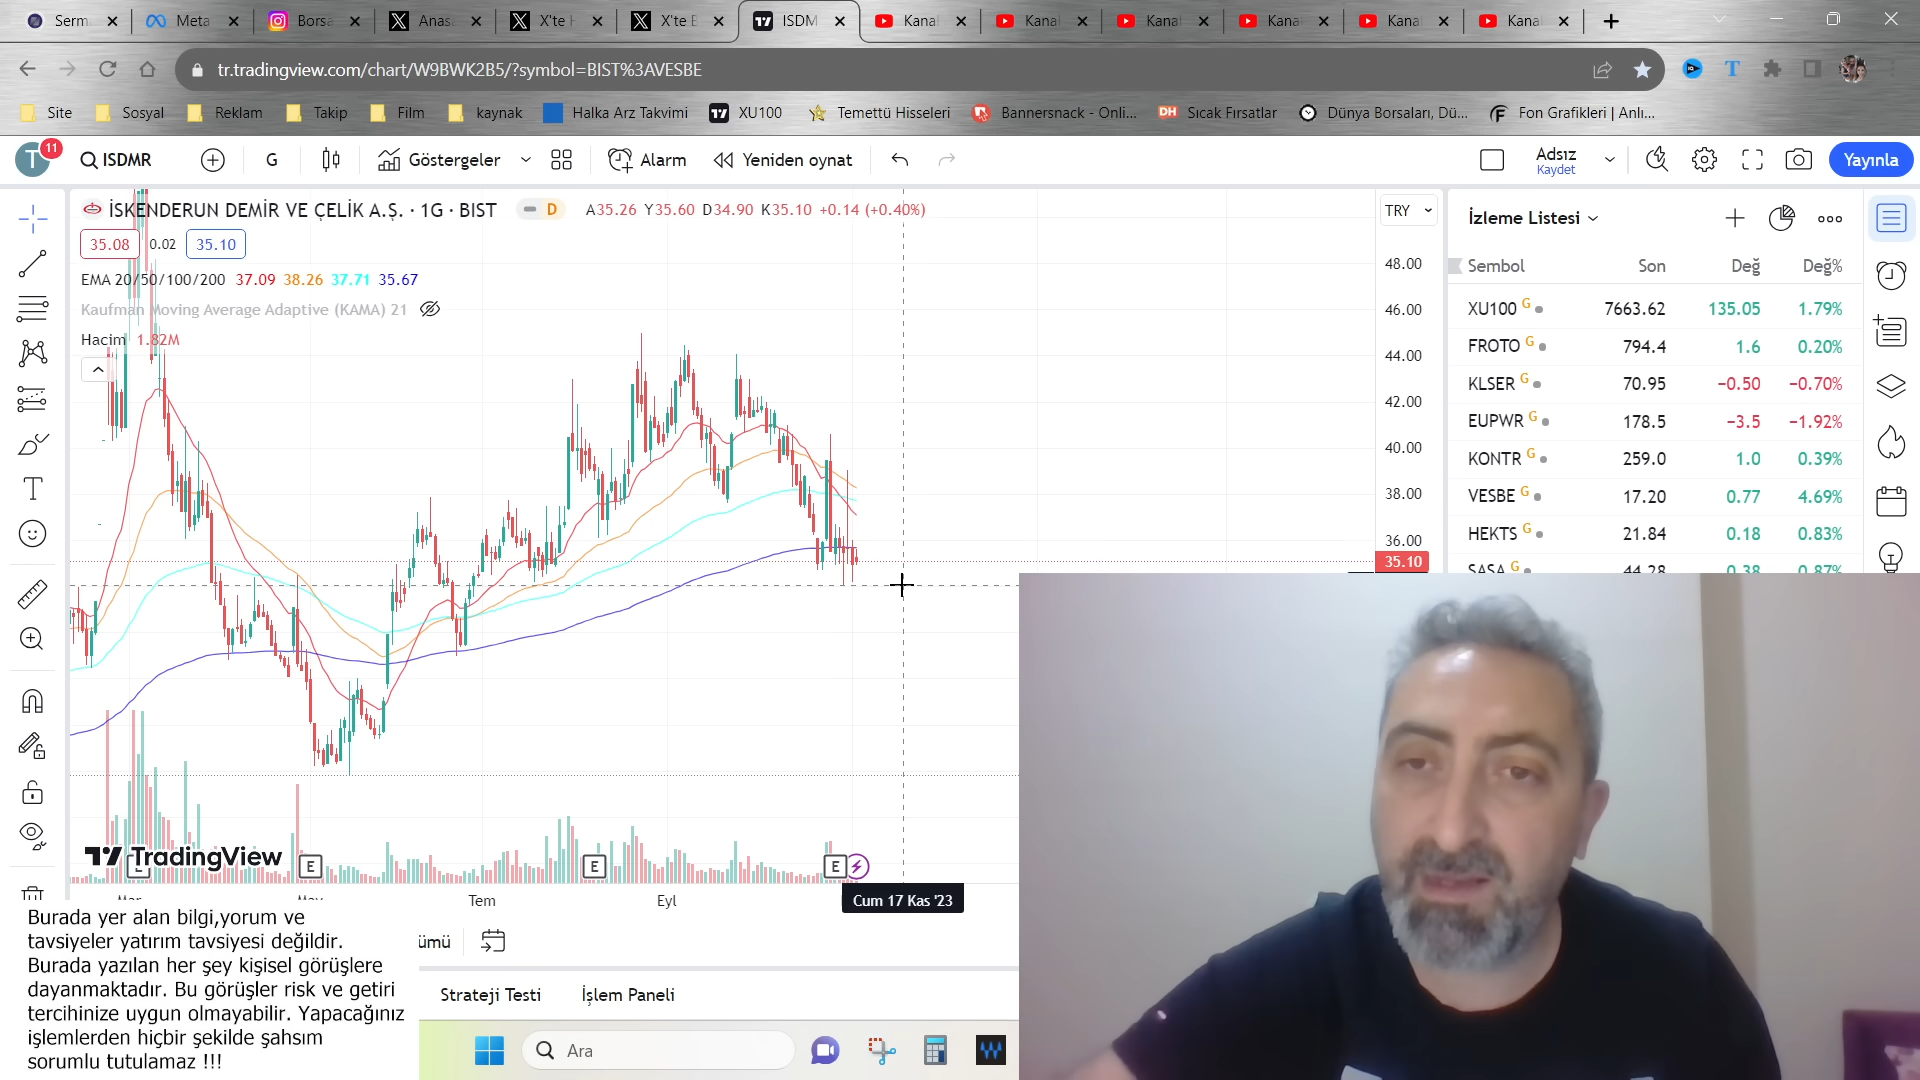 Serm
Meta
Borsa
Anas
X'te
X'te
ISDM
Kanal
Kanal
Kanal
Kanal
Kanal
Kanal
tr.tradingview.com/chart/W9BWK2B5/?symbol=BIST%3AVESBE
Site
Sosyal
Reklam
Takip
Film
kaynak
Halka Arz Takvimi
XU100
Temettü Hisseleri
Bannersnack - Onli...
DH Sıcak Fırsatlar
Dünya Borsaları, Dü...
Fon Grafikleri | Anlı...
T 11
ISDMR
G
Göstergeler
Alarm
Yeniden oynat
Adsız
Kaydet
Yayınla
İSKENDERUN DEMİR VE ÇELİK A.Ş. · 1G · BIST
D
A35.26 Y35.60 D34.90 K35.10 +0.14 (+0.40%)
35.08 0.02 35.10
EMA 20/50/100/200 37.09 38.26 37.71 35.67
Kaufman Moving Average Adaptive (KAMA) 21
Hacim 1.82M
TRY
48.00
46.00
44.00
42.00
40.00
38.00
36.00
35.10
İzleme Listesi
Sembol Son Değ Değ%
XU100 G 7663.62 135.05 1.79%
FROTO G 794.4 1.6 0.20%
KLSER G 70.95 −0.50 −0.70%
EUPWR G 178.5 −3.5 −1.92%
KONTR G 259.0 1.0 0.39%
VESBE G 17.20 0.77 4.69%
HEKTS G 21.84 0.18 0.83%
SASA G 44.28 0.38 0.87%
TradingView
E
E
E
E
Mar
May
Tem
Eyl
Cum 17 Kas '23
Burada yer alan bilgi,yorum ve
tavsiyeler yatırım tavsiyesi değildir.
Burada yazılan her şey kişisel görüşlere
dayanmaktadır. Bu görüşler risk ve getiri
tercihinize uygun olmayabilir. Yapacağınız
işlemlerden hiçbir şekilde şahsım
sorumlu tutulamaz !!!
ümü
Strateji Testi
İşlem Paneli
Ara